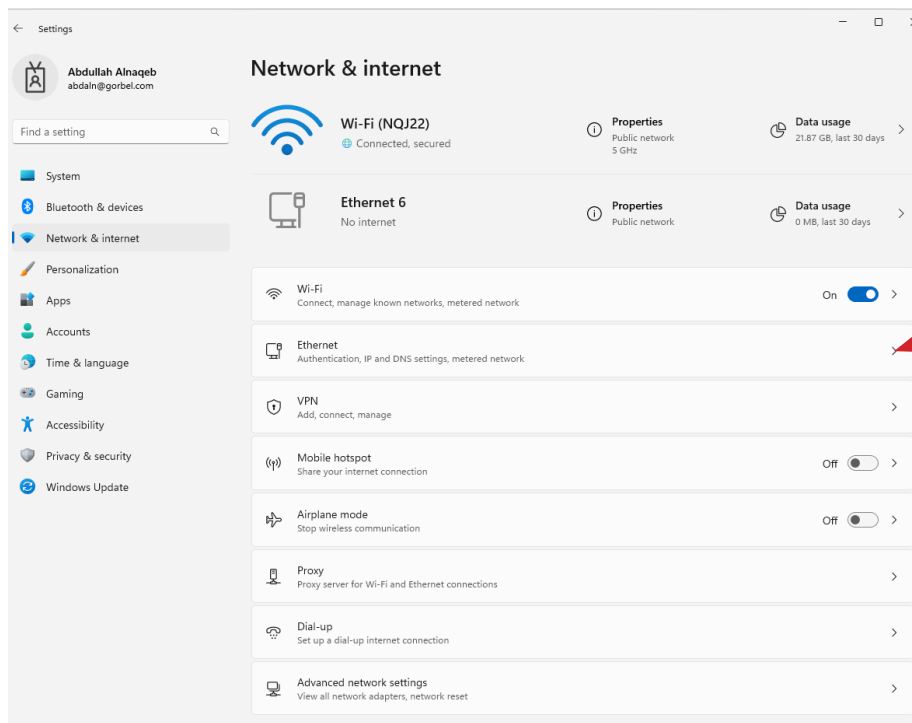 Settings
Abdullah Alnaqeb
abdaln@gorbel.com
Find a setting
System
Bluetooth & devices
Network & internet
Personalization
Apps
Accounts
Time & language
Gaming
Accessibility
Privacy & security
Windows Update
Network & internet
Wi-Fi (NQJ22)
Connected, secured
Properties
Public network
5 GHz
Data usage
21.87 GB, last 30 days
Ethernet 6
No internet
Properties
Public network
Data usage
0 MB, last 30 days
Wi-Fi
Connect, manage known networks, metered network
On
Ethernet
Authentication, IP and DNS settings, metered network
VPN
Add, connect, manage
Mobile hotspot
Share your internet connection
Off
Airplane mode
Stop wireless communication
Off
Proxy
Proxy server for Wi-Fi and Ethernet connections
Dial-up
Set up a dial-up internet connection
Advanced network settings
View all network adapters, network reset